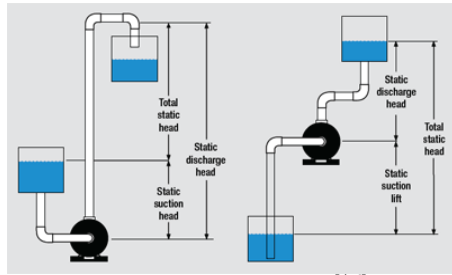 Total
static
head
Static
discharge
head
Static
suction
head
Static
discharge
head
Total
static
head
Static
suction
lift